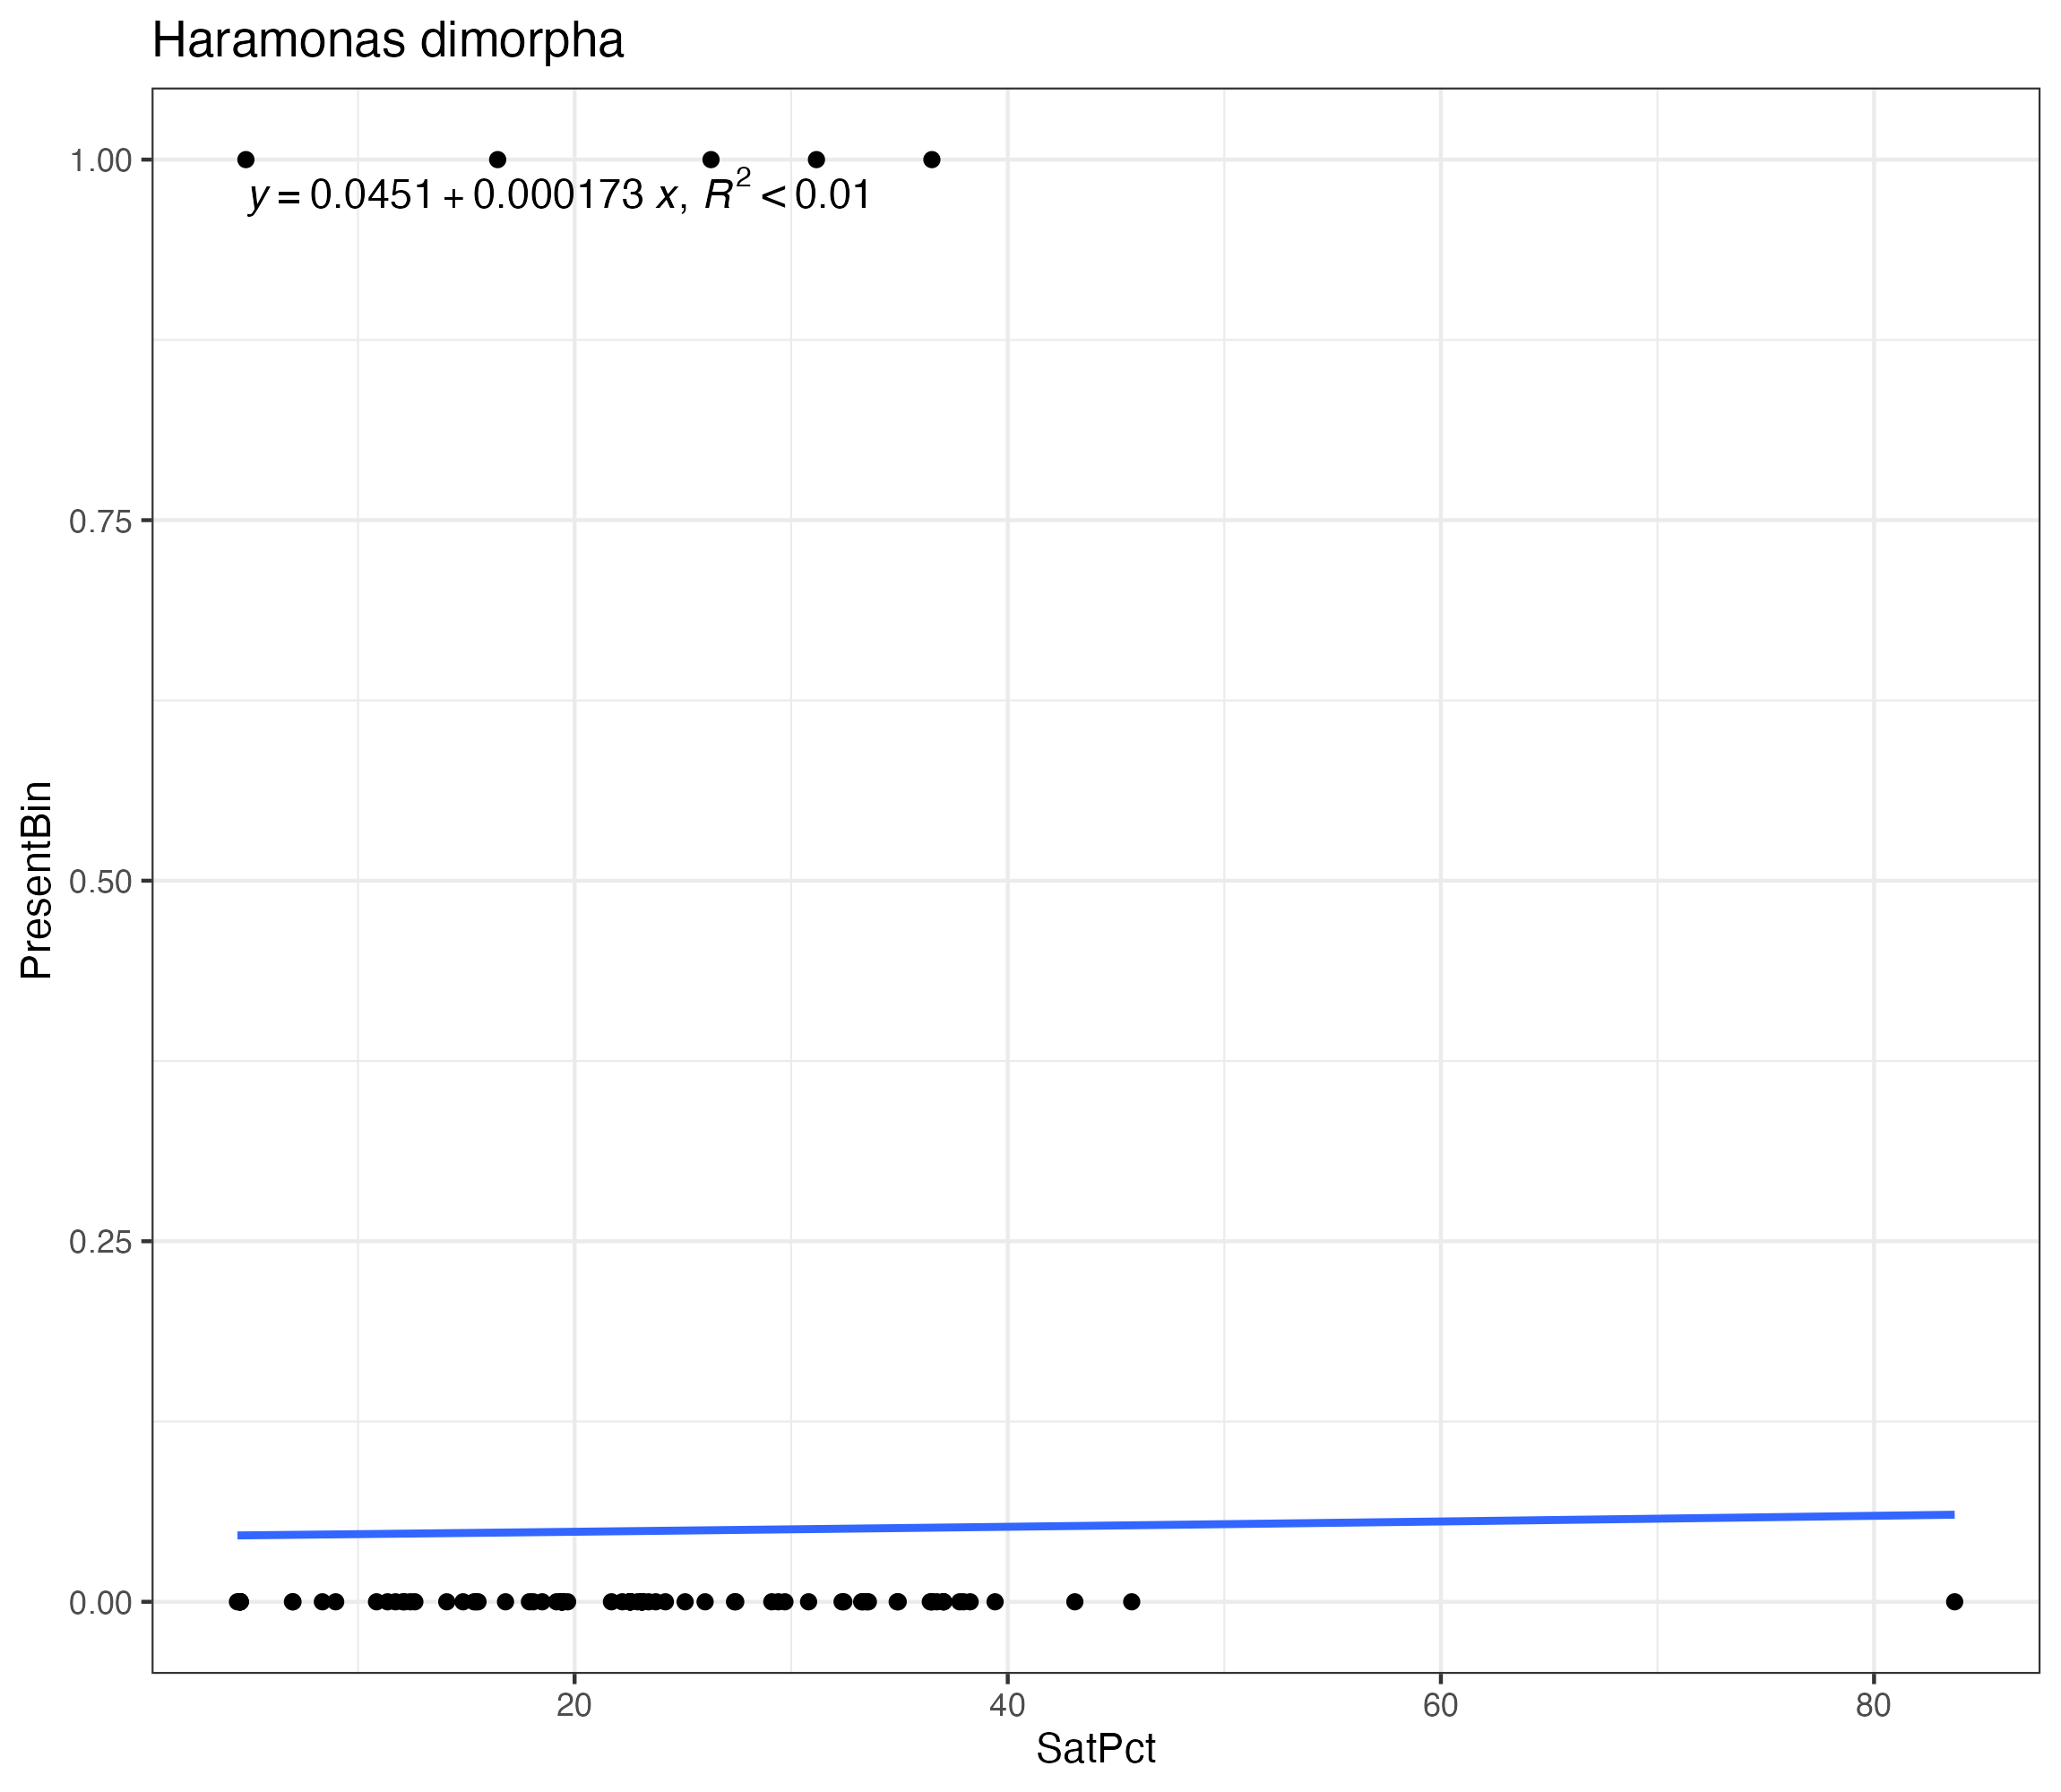 Haramonas dimorpha
1.00
y = 0.0451 + 0.000173 x, R² < 0.01
0.75
PresentBin
0.50
0.25
0.00
20 40 60 80
SatPct